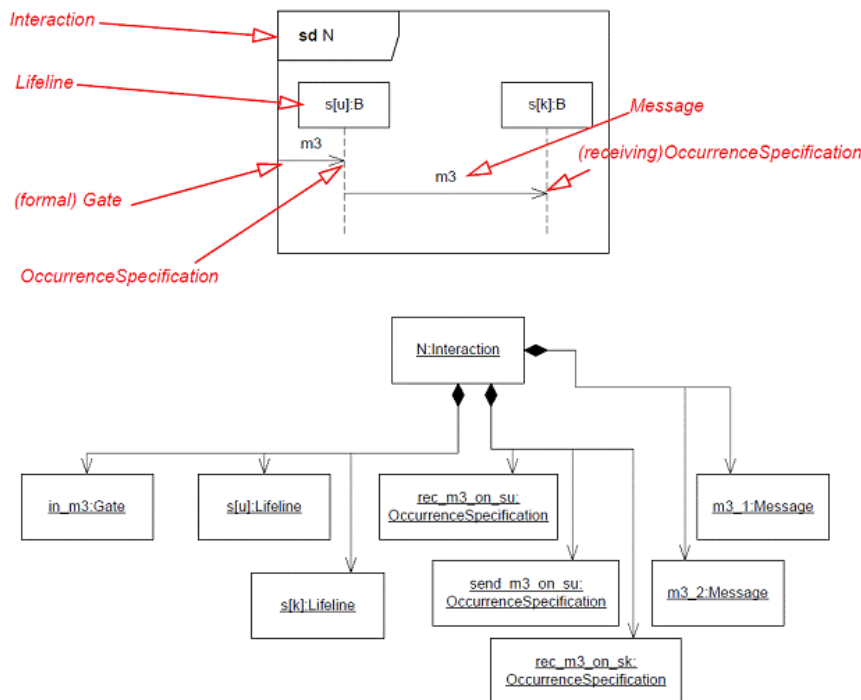 Interaction
sd N
Lifeline
s[u]:B
s[k]:B
Message
m3
(receiving)OccurrenceSpecification
m3
(formal) Gate
OccurrenceSpecification
N:Interaction
in_m3:Gate
s[u]:Lifeline
rec_m3_on_su:
OccurrenceSpecification
m3_1:Message
s[k]:Lifeline
send_m3_on_su:
OccurrenceSpecification
m3_2:Message
rec_m3_on_sk:
OccurrenceSpecification